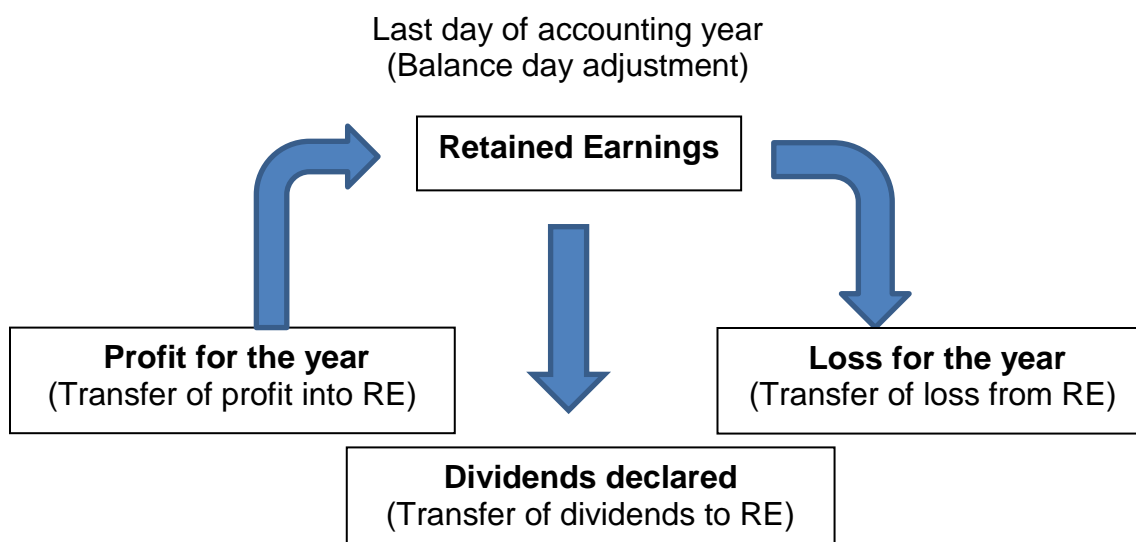 Last day of accounting year
(Balance day adjustment)
Retained Earnings
Profit for the year
(Transfer of profit into RE)
Loss for the year
(Transfer of loss from RE)
Dividends declared
(Transfer of dividends to RE)